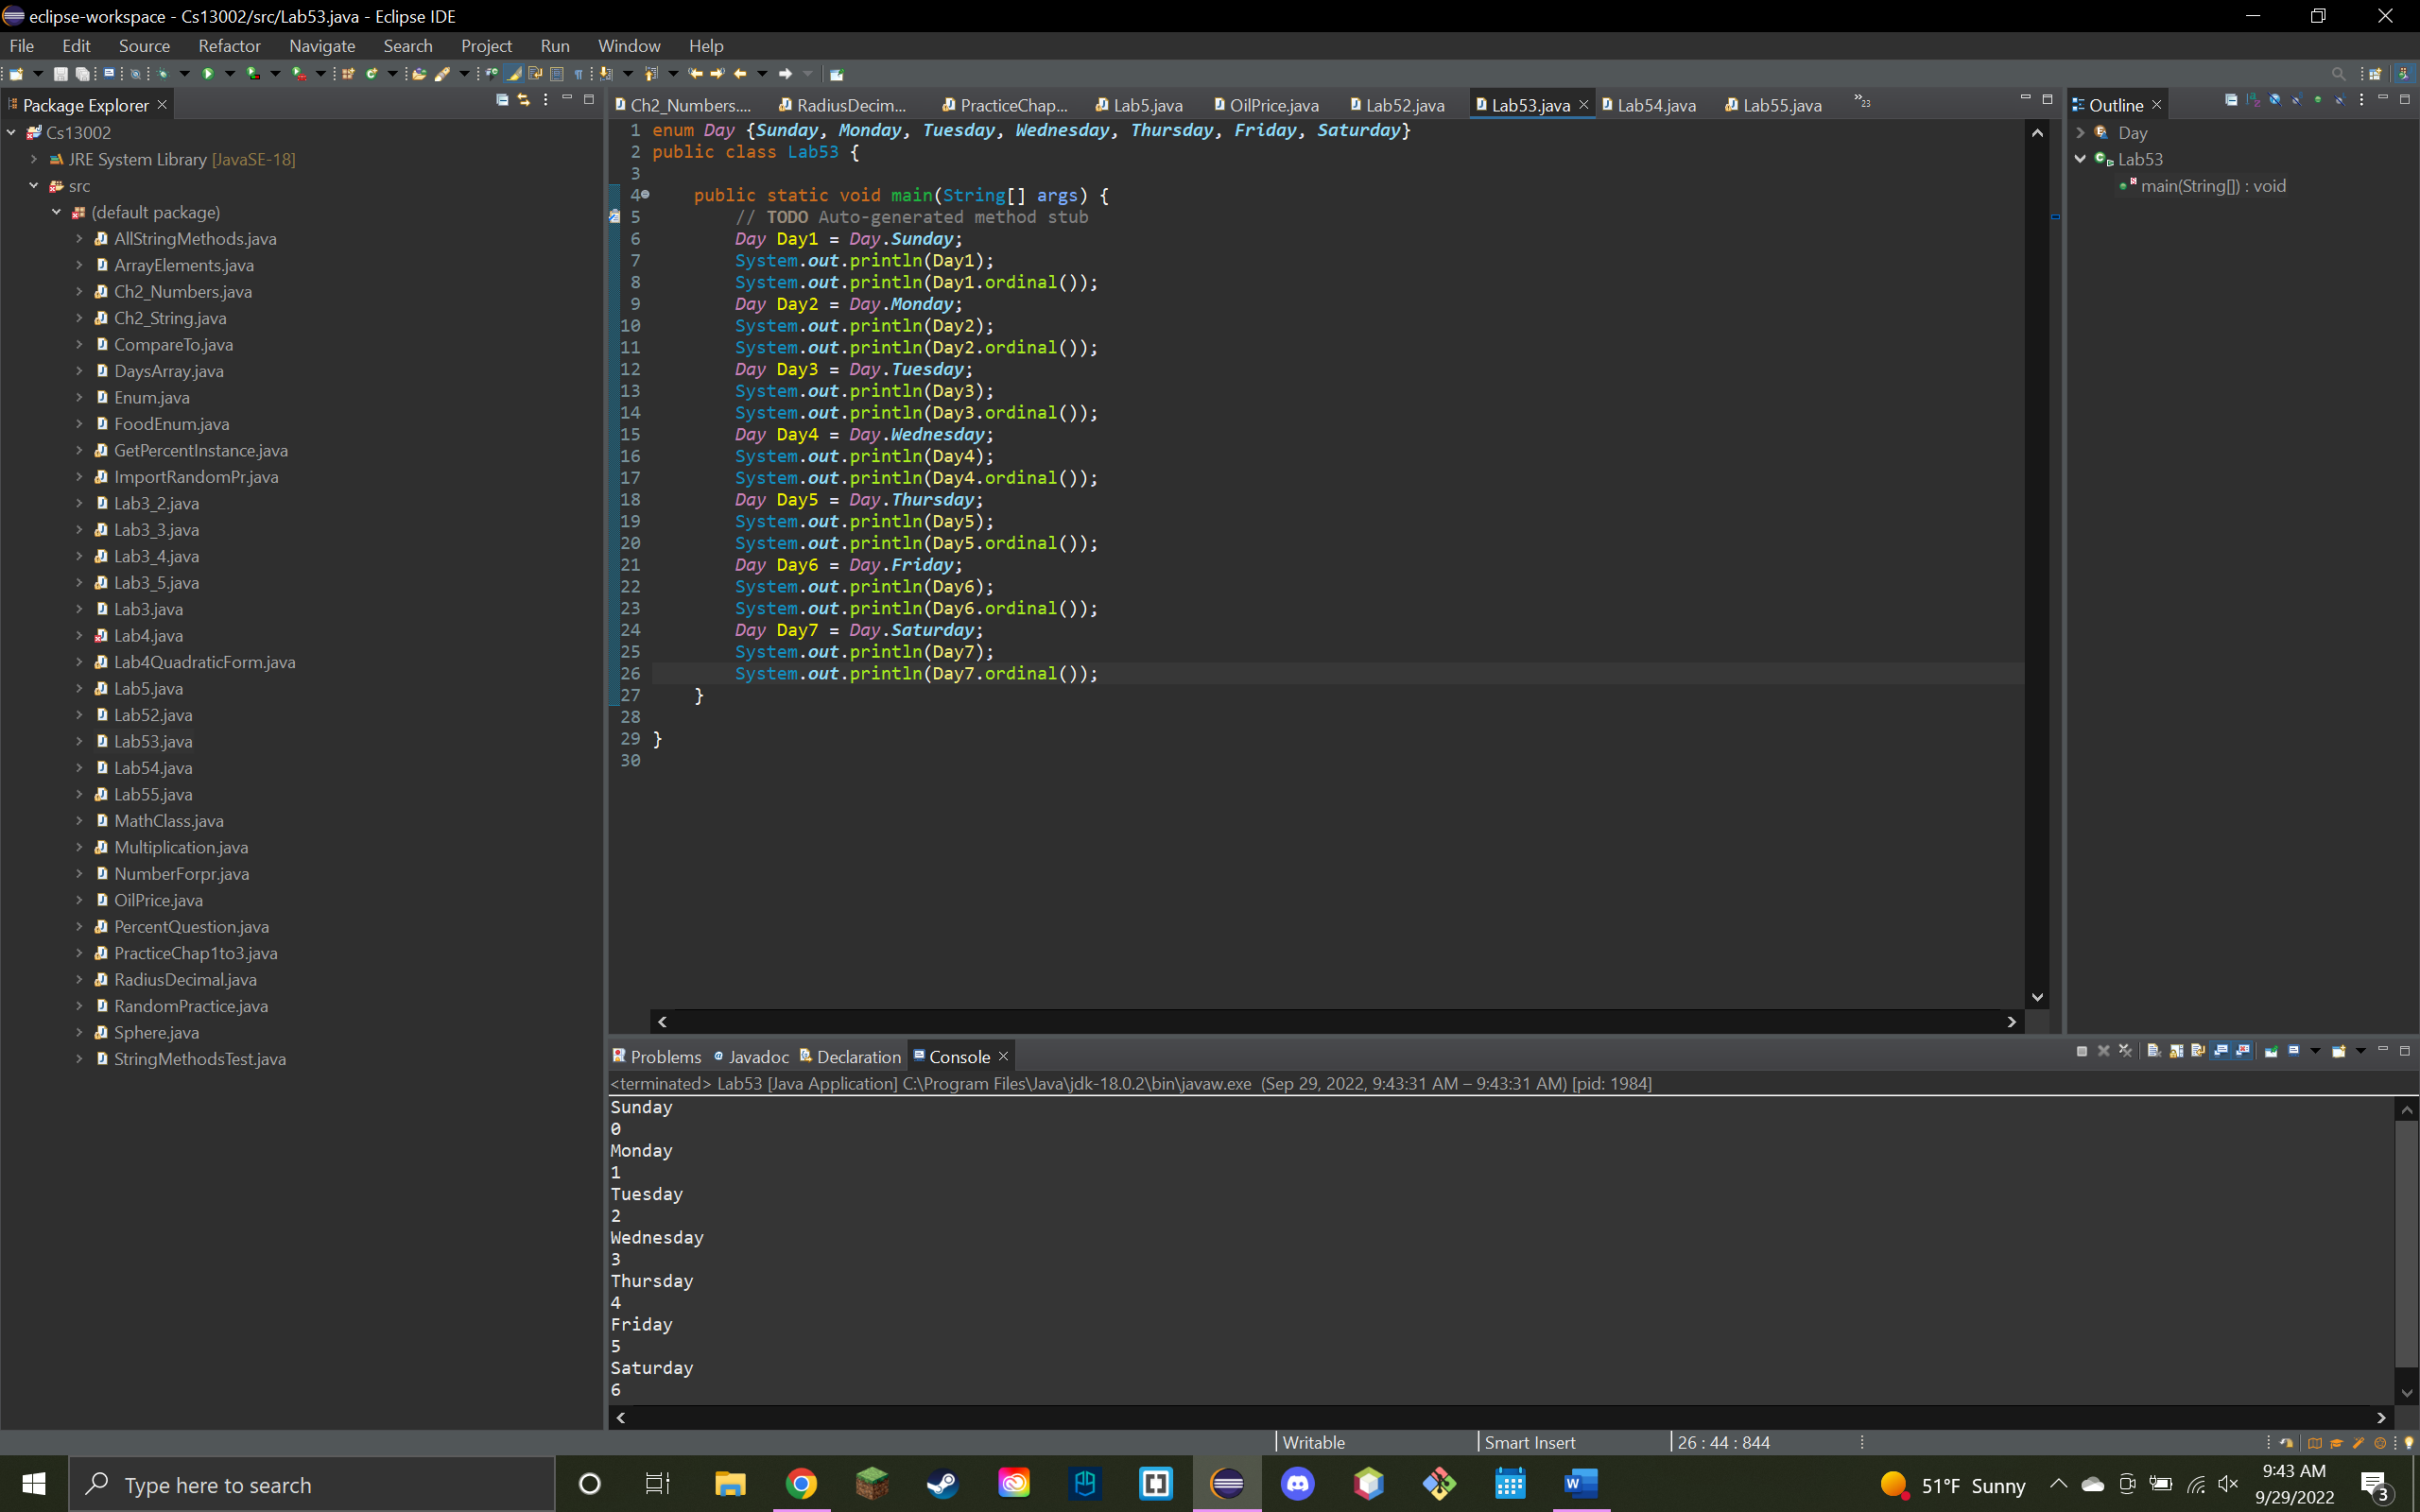 eclipse-workspace - Cs13002/src/Lab53.java - Eclipse IDE
File Edit Source Refactor Navigate Search Project Run Window Help
Package Explorer
Cs13002
JRE System Library [JavaSE-18]
src
(default package)
AllStringMethods.java
ArrayElements.java
Ch2_Numbers.java
Ch2_String.java
CompareTo.java
DaysArray.java
Enum.java
FoodEnum.java
GetPercentInstance.java
ImportRandomPr.java
Lab3_2.java
Lab3_3.java
Lab3_4.java
Lab3_5.java
Lab3.java
Lab4.java
Lab4QuadraticForm.java
Lab5.java
Lab52.java
Lab53.java
Lab54.java
Lab55.java
MathClass.java
Multiplication.java
NumberForpr.java
OilPrice.java
PercentQuestion.java
PracticeChap1to3.java
RadiusDecimal.java
RandomPractice.java
Sphere.java
StringMethodsTest.java
Ch2_Numbers.... RadiusDecim... PracticeChap... Lab5.java OilPrice.java Lab52.java Lab53.java Lab54.java Lab55.java »23
1 enum Day {Sunday, Monday, Tuesday, Wednesday, Thursday, Friday, Saturday}
2 public class Lab53 {
3
4 public static void main(String[] args) {
5 // TODO Auto-generated method stub
6 Day Day1 = Day.Sunday;
7 System.out.println(Day1);
8 System.out.println(Day1.ordinal());
9 Day Day2 = Day.Monday;
10 System.out.println(Day2);
11 System.out.println(Day2.ordinal());
12 Day Day3 = Day.Tuesday;
13 System.out.println(Day3);
14 System.out.println(Day3.ordinal());
15 Day Day4 = Day.Wednesday;
16 System.out.println(Day4);
17 System.out.println(Day4.ordinal());
18 Day Day5 = Day.Thursday;
19 System.out.println(Day5);
20 System.out.println(Day5.ordinal());
21 Day Day6 = Day.Friday;
22 System.out.println(Day6);
23 System.out.println(Day6.ordinal());
24 Day Day7 = Day.Saturday;
25 System.out.println(Day7);
26 System.out.println(Day7.ordinal());
27 }
28
29 }
30
Outline
Day
Lab53
main(String[]) : void
Problems Javadoc Declaration Console
<terminated> Lab53 [Java Application] C:\Program Files\Java\jdk-18.0.2\bin\javaw.exe (Sep 29, 2022, 9:43:31 AM – 9:43:31 AM) [pid: 1984]
Sunday
0
Monday
1
Tuesday
2
Wednesday
3
Thursday
4
Friday
5
Saturday
6
Writable Smart Insert 26 : 44 : 844
Type here to search
51°F Sunny
9:43 AM
9/29/2022
3